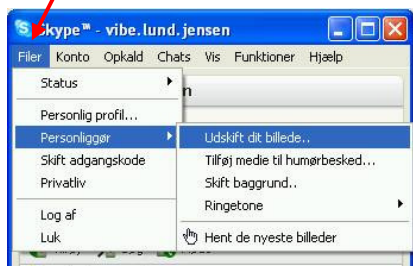 Skype™ - vibe.lund.jensen
Filer Konto Opkald Chats Vis Funktioner Hjælp
Status
n
Personlig profil...
Personliggør
Skift adgangskode
Privatliv
Log af
Luk
Udskift dit billede..
Tilføj medie til humørbesked...
Skift baggrund..
Ringetone
Hent de nyeste billeder